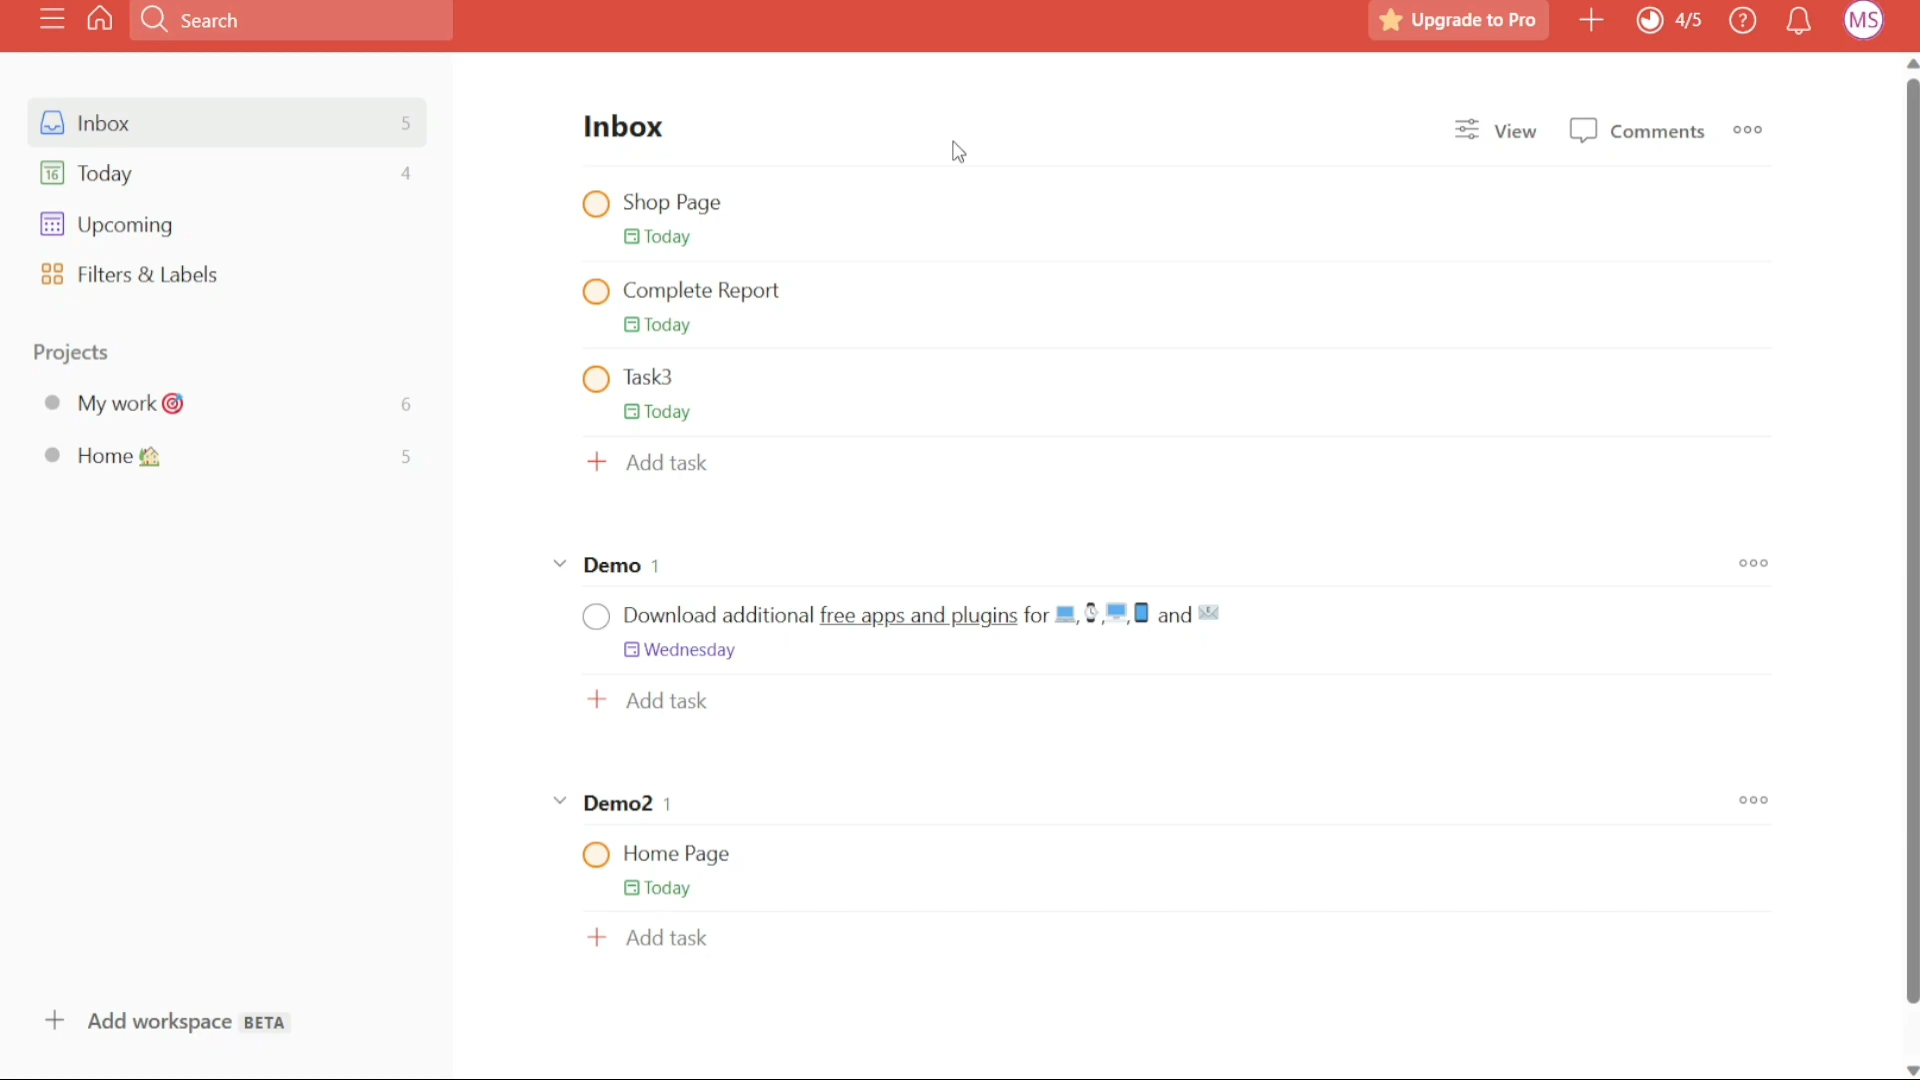 Search
Upgrade to Pro
4/5
MS
Inbox 5
16
Today 4
Upcoming
Filters & Labels
Projects
My work 6
Home 5
Add workspace BETA
Inbox
View
Comments
Shop Page
Today
Complete Report
Today
Task3
Today
Add task
Demo 1
Download additional free apps and plugins for 💻,⌚,🖥,📱 and 📧
Wednesday
Add task
Demo2 1
Home Page
Today
Add task